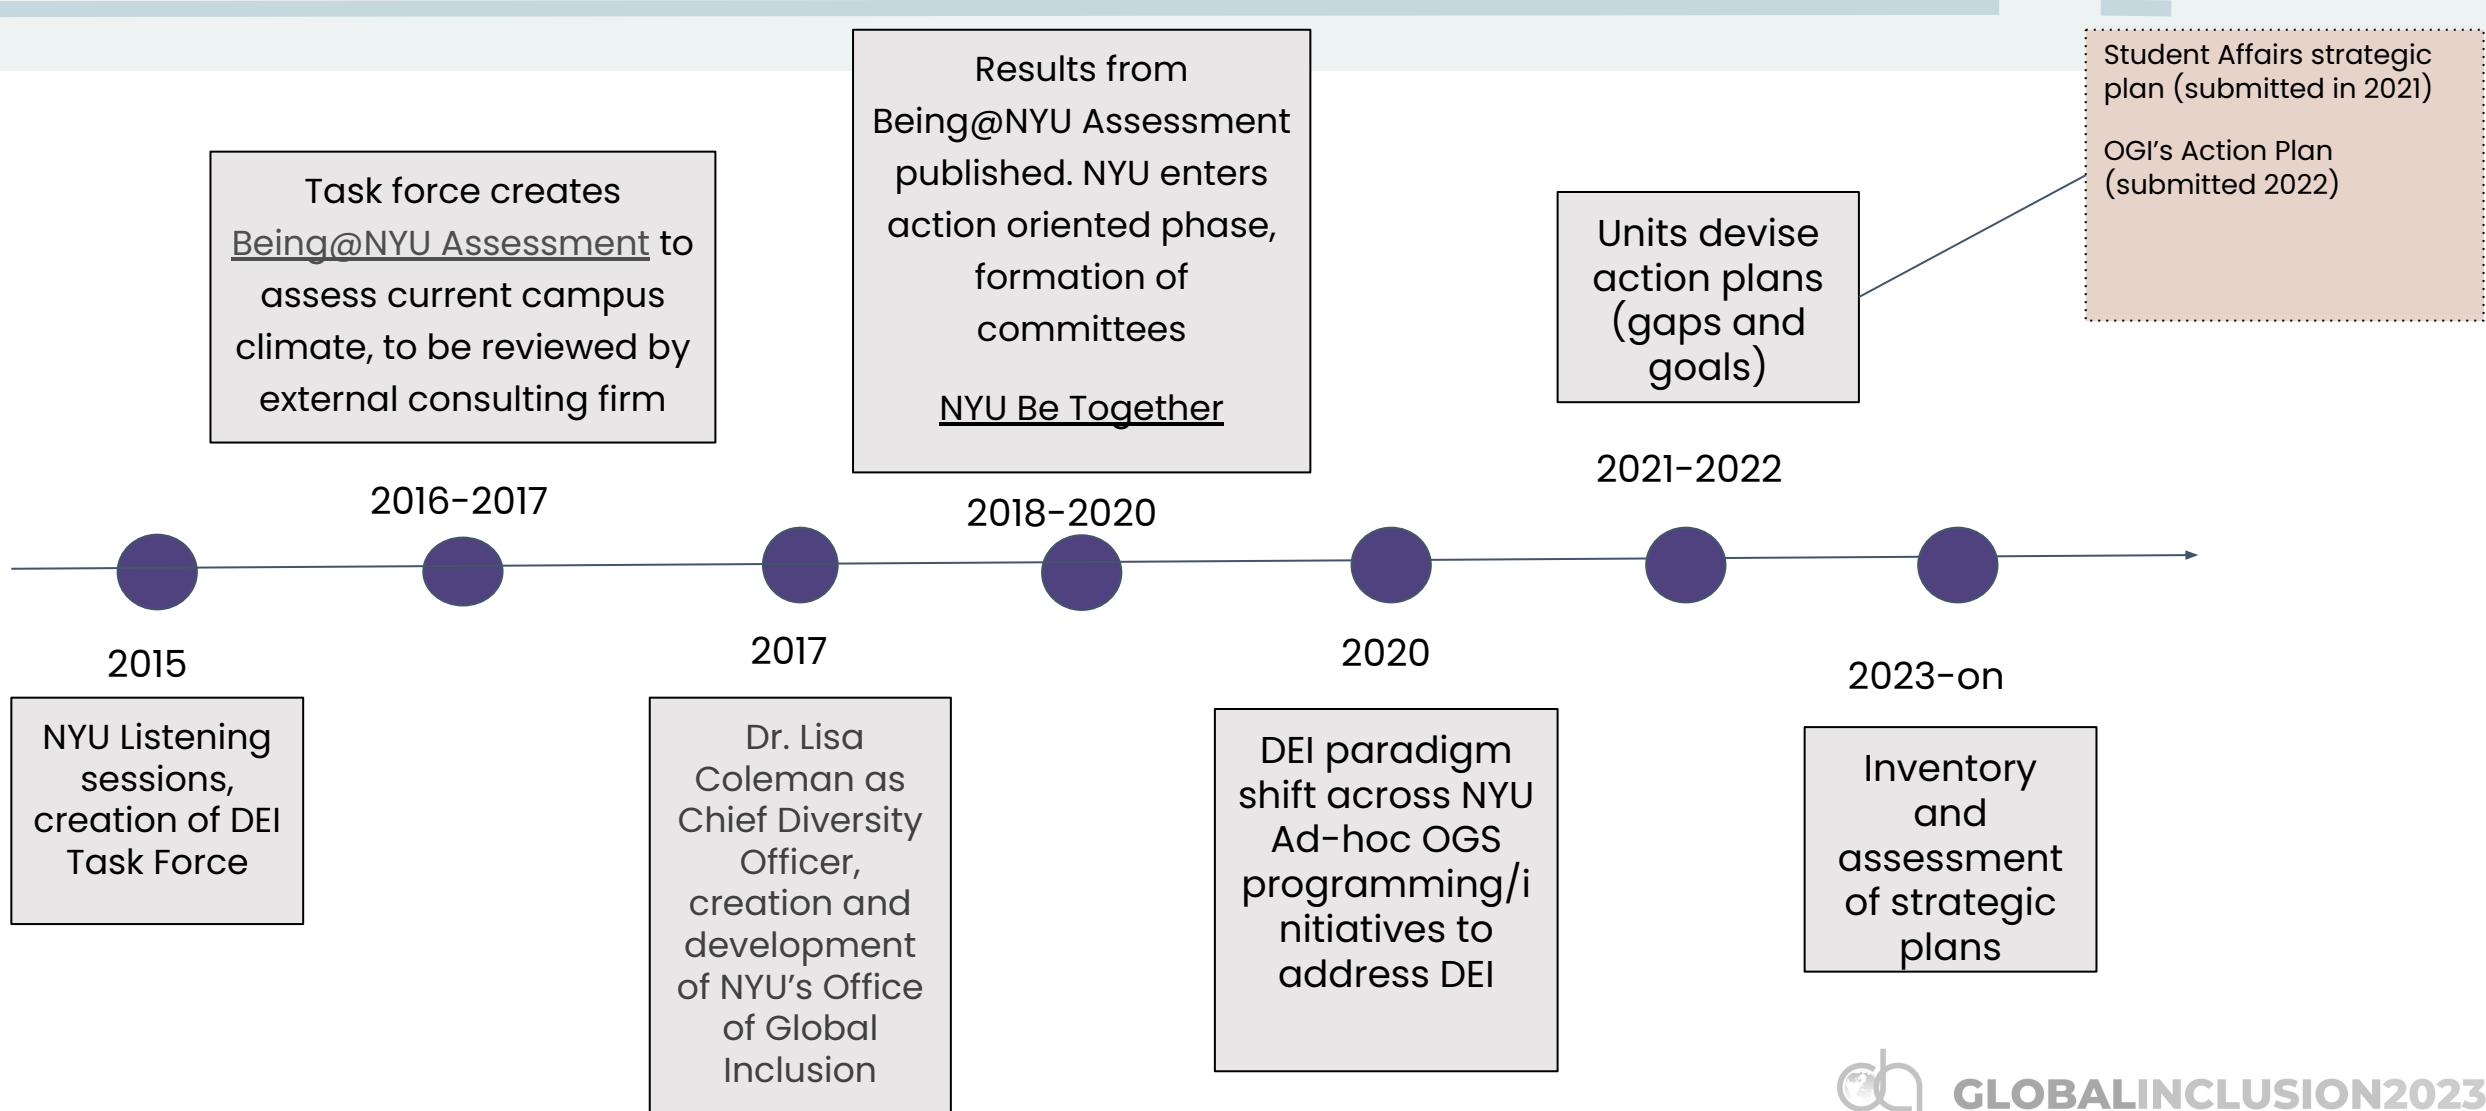 Student Affairs strategic
plan (submitted in 2021)
OGI's Action Plan
(submitted 2022)
Results from
Being@NYU Assessment
published. NYU enters
action oriented phase,
formation of
committees
NYU Be Together
Task force creates
Being@NYU Assessment to
assess current campus
climate, to be reviewed by
external consulting firm
Units devise
action plans
(gaps and
goals)
2016-2017
2018-2020
2021-2022
2015
2017
2020
2023-on
NYU Listening
sessions,
creation of DEI
Task Force
Dr. Lisa
Coleman as
Chief Diversity
Officer,
creation and
development
of NYU's Office
of Global
Inclusion
DEI paradigm
shift across NYU
Ad-hoc OGS
programming/i
nitiatives to
address DEI
Inventory
and
assessment
of strategic
plans
GLOBALINCLUSION2023